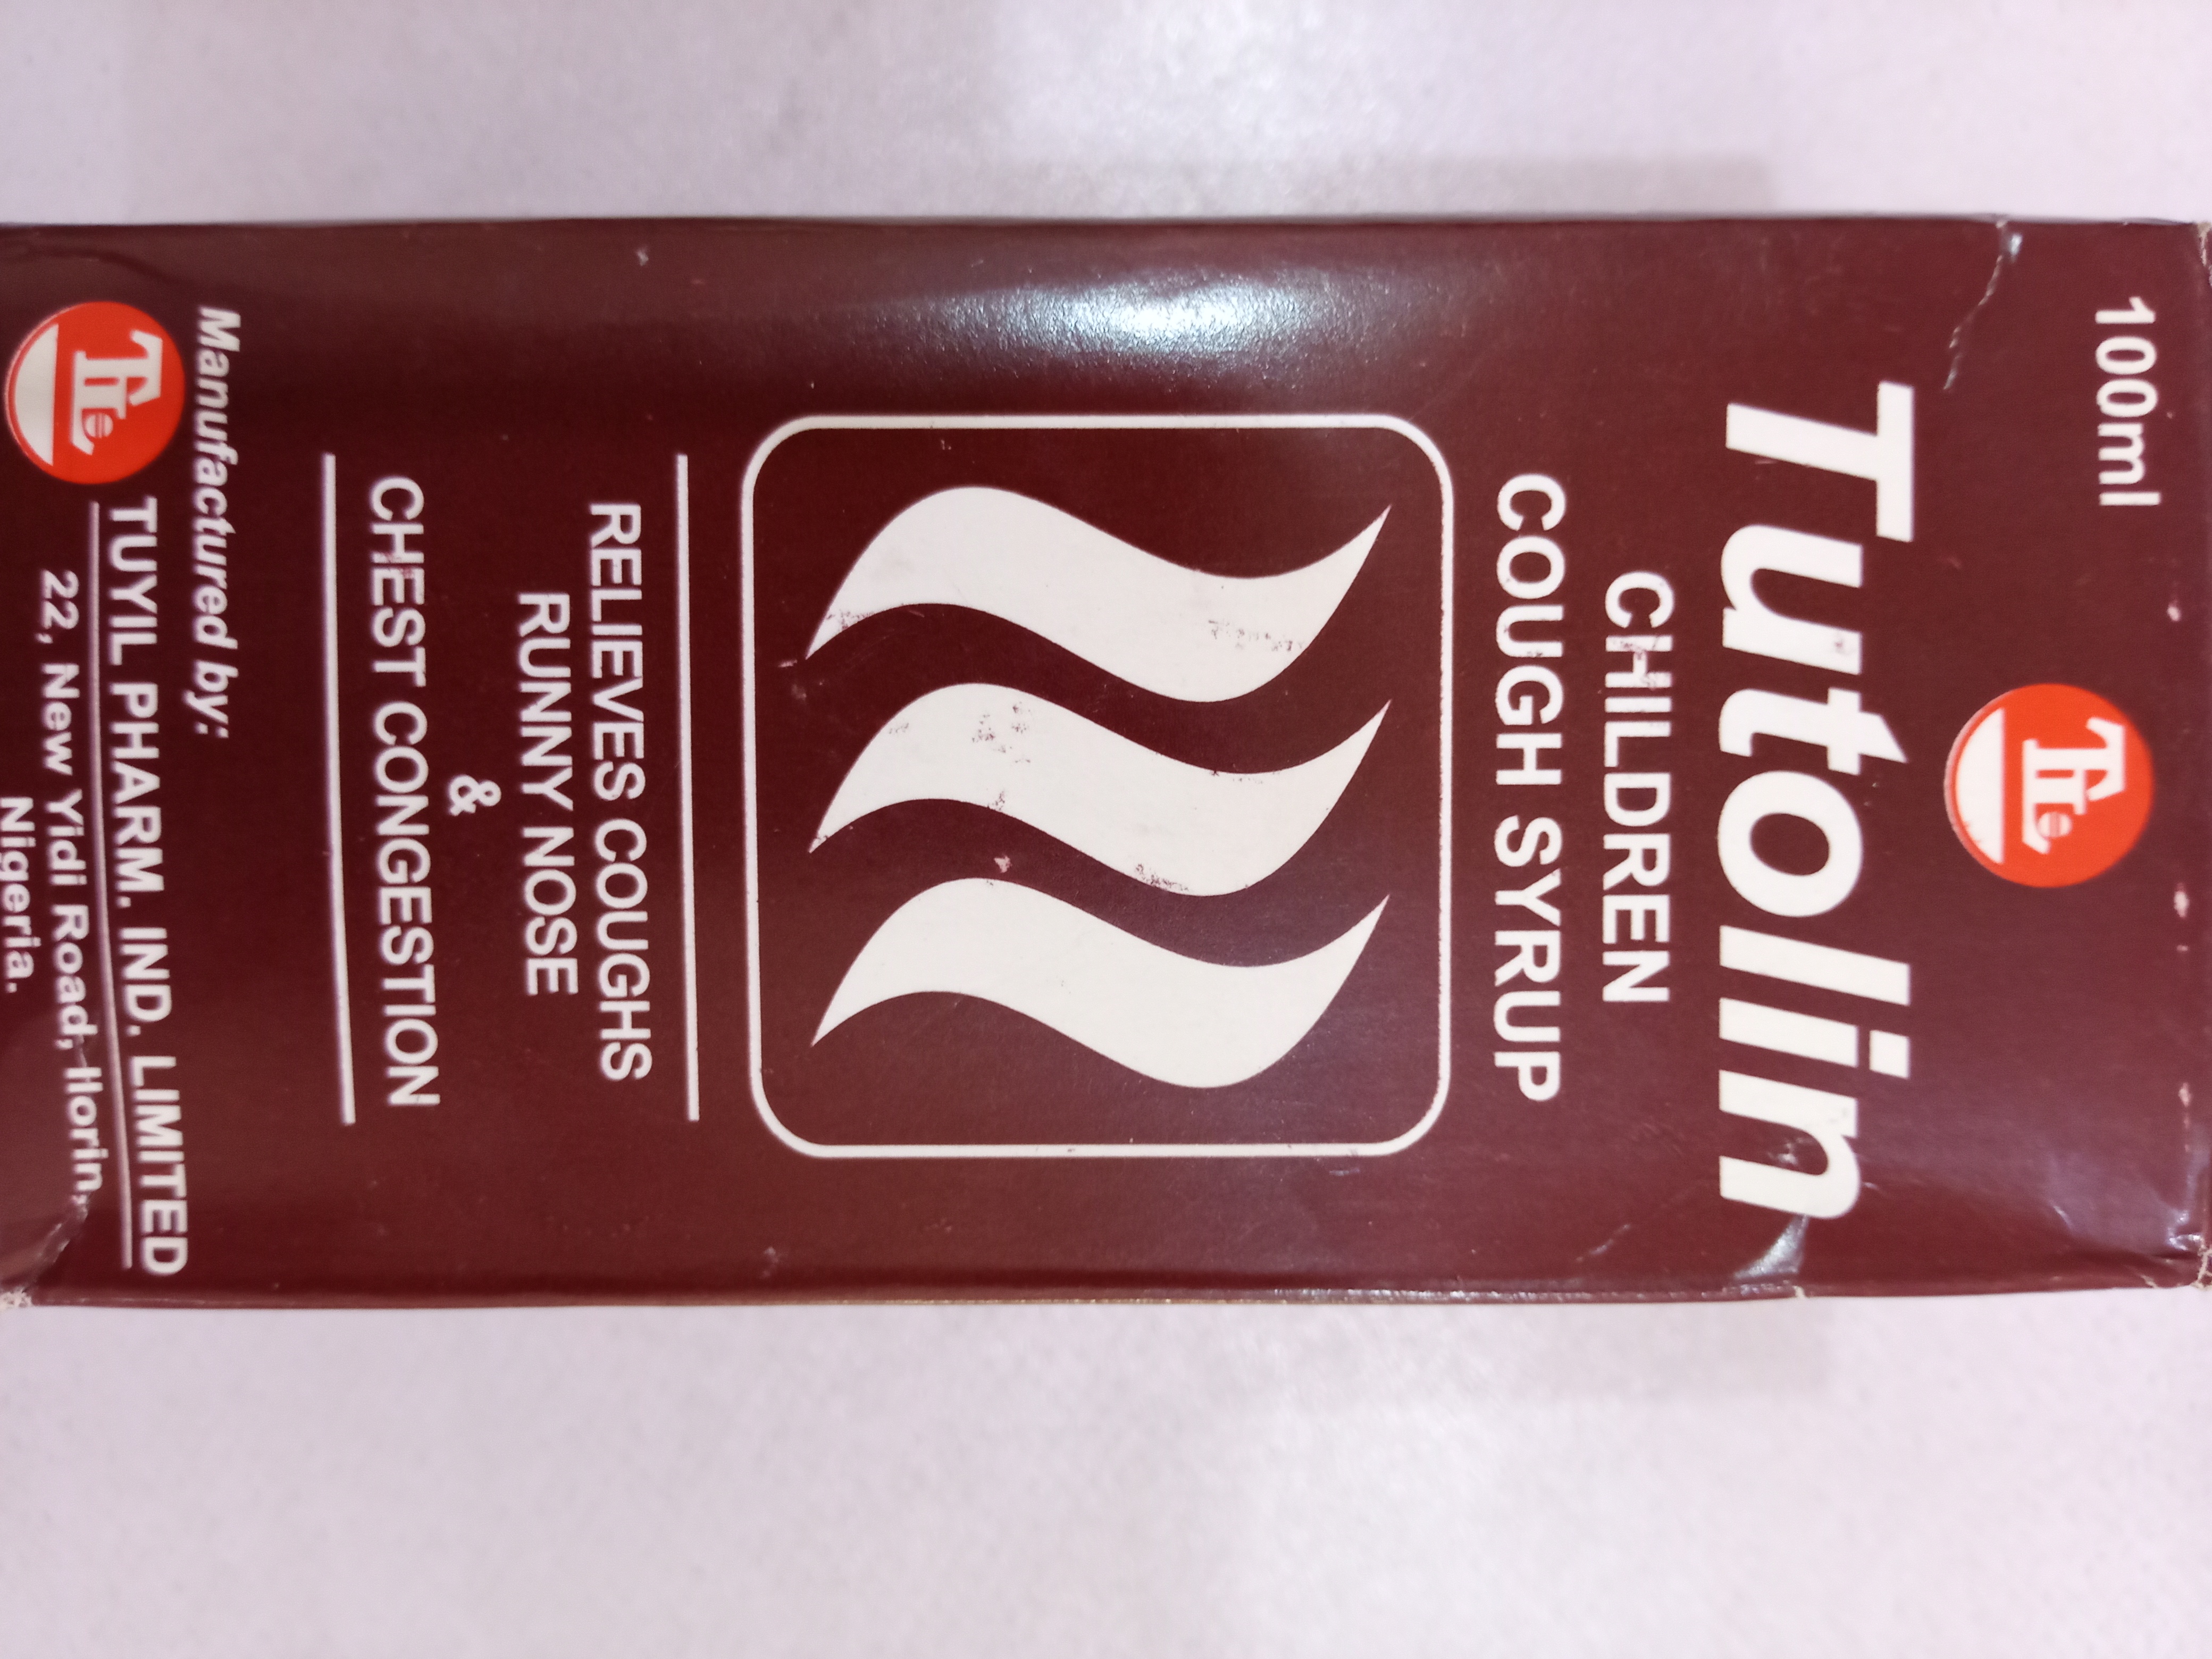 100ml
Tutolin
CHILDREN
COUGH SYRUP
RELIEVES COUGHS
RUNNY NOSE
&
CHEST CONGESTION
Manufactured by:
TUYIL PHARM. IND. LIMITED
22, New Yidi Road, Ilorin,
Nigeria.